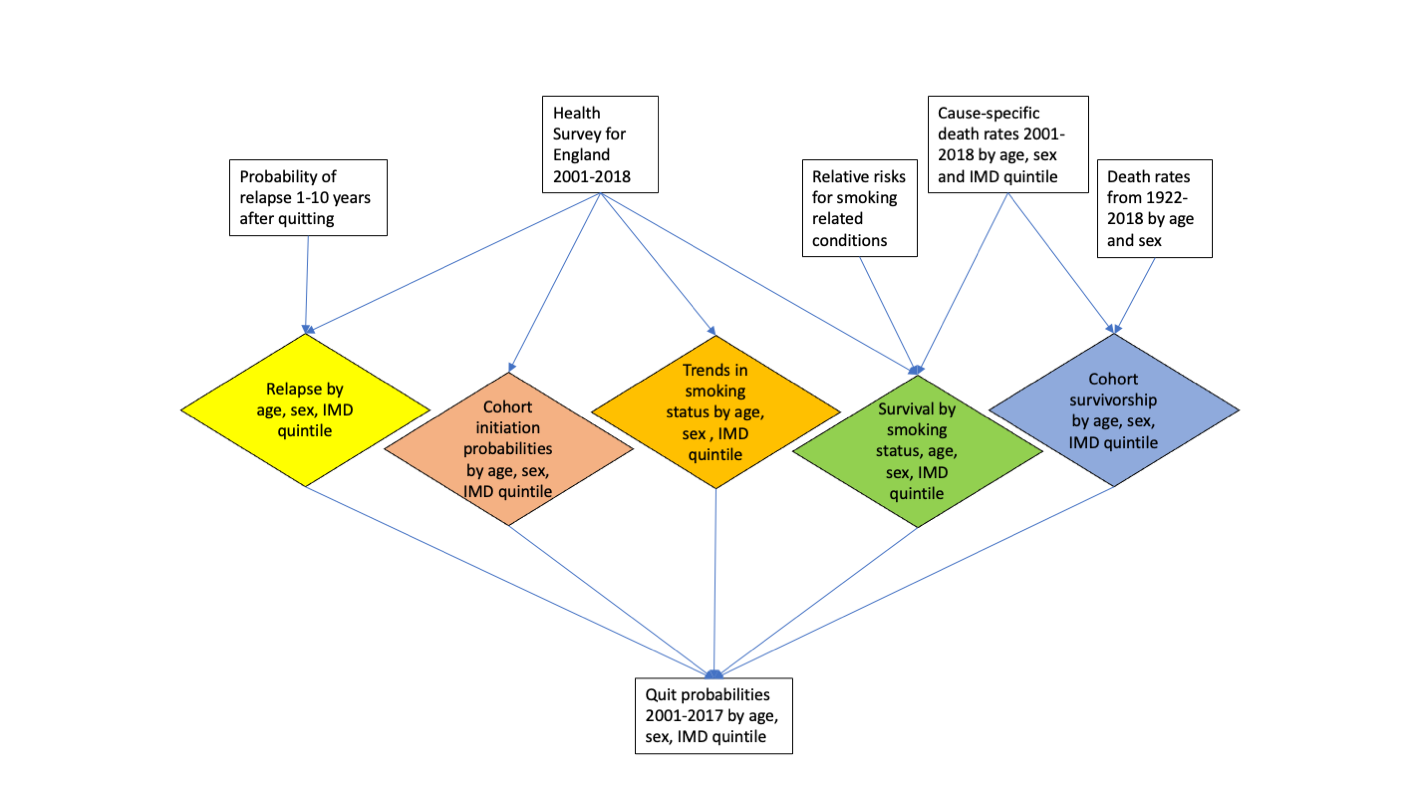 Health
Survey for
England
2001-2018
Cause-specific
death rates 2001-
2018 by age, sex
and IMD quintile
Probability of
relapse 1-10 years
after quitting
Relative risks
for smoking
related
conditions
Death rates
from 1922-
2018 by age
and sex
Relapse by
age, sex, IMD
quintile
Cohort
initiation
probabilities
by age, sex,
IMD quintile
Trends in
smoking
status by age,
sex , IMD
quintile
Survival by
smoking
status, age,
sex, IMD
quintile
Cohort
survivorship
by age, sex,
IMD quintile
Quit probabilities
2001-2017 by age,
sex, IMD quintile